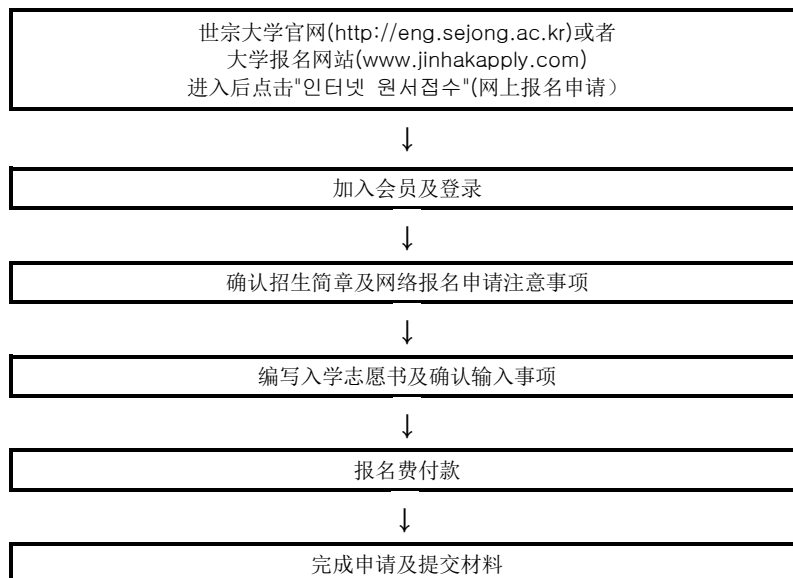 世宗大学官网(http://eng.sejong.ac.kr)或者
大学报名网站(www.jinhakapply.com)
进入后点击"인터넷 원서접수"(网上报名申请）
↓
加入会员及登录
↓
确认招生简章及网络报名申请注意事项
↓
编写入学志愿书及确认输入事项
↓
报名费付款
↓
完成申请及提交材料